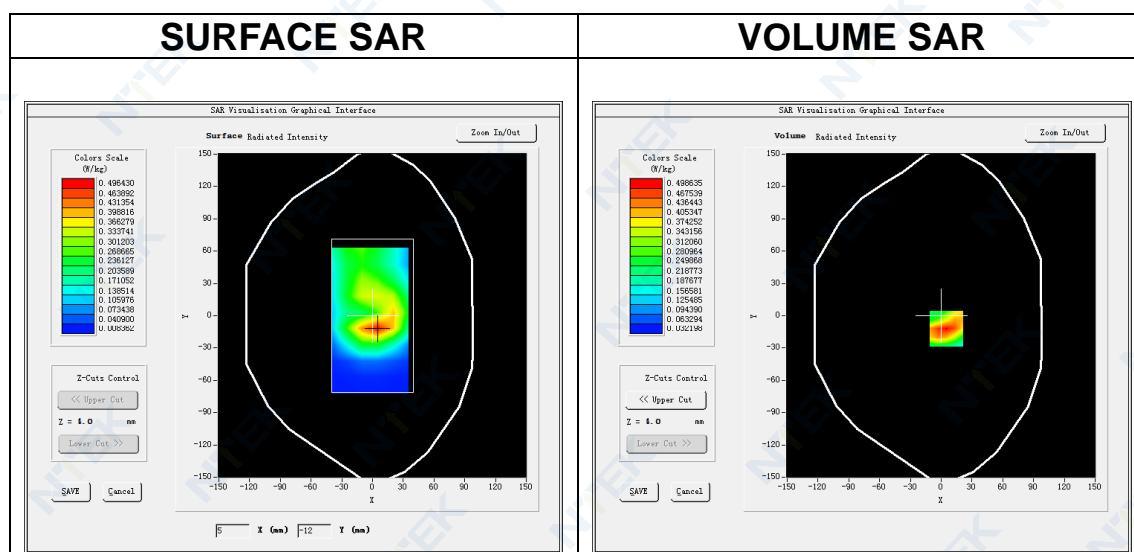 SURFACE SAR
VOLUME SAR
SAR Visualisation Graphical Interface
Surface Radiated Intensity
Zoom In/Out
Colors Scale
(W/kg)
0.496430
0.463892
0.431354
0.398816
0.366279
0.333741
0.301203
0.268665
0.236127
0.203589
0.171052
0.138514
0.105976
0.073438
0.040900
0.008362
Z-Cuts Control
<< Upper Cut
Z = 4.0 mm
Lower Cut >>
SAVE
Cancel
150
120
90
60
30
0
-30
-60
-90
-120
-150
Y
-150 -120 -90 -60 -30 0 30 60 90 120 150
X
5 X (mm) -12 Y (mm)
SAR Visualisation Graphical Interface
Volume Radiated Intensity
Zoom In/Out
Colors Scale
(W/kg)
0.498635
0.467539
0.436443
0.405347
0.374252
0.343156
0.312060
0.280964
0.249868
0.218773
0.187677
0.156581
0.125485
0.094390
0.063294
0.032198
Z-Cuts Control
<< Upper Cut
Z = 4.0 mm
Lower Cut >>
SAVE
Cancel
150
120
90
60
30
0
-30
-60
-90
-120
-150
Y
-150 -120 -90 -60 -30 0 30 60 90 120 150
X
NTEK